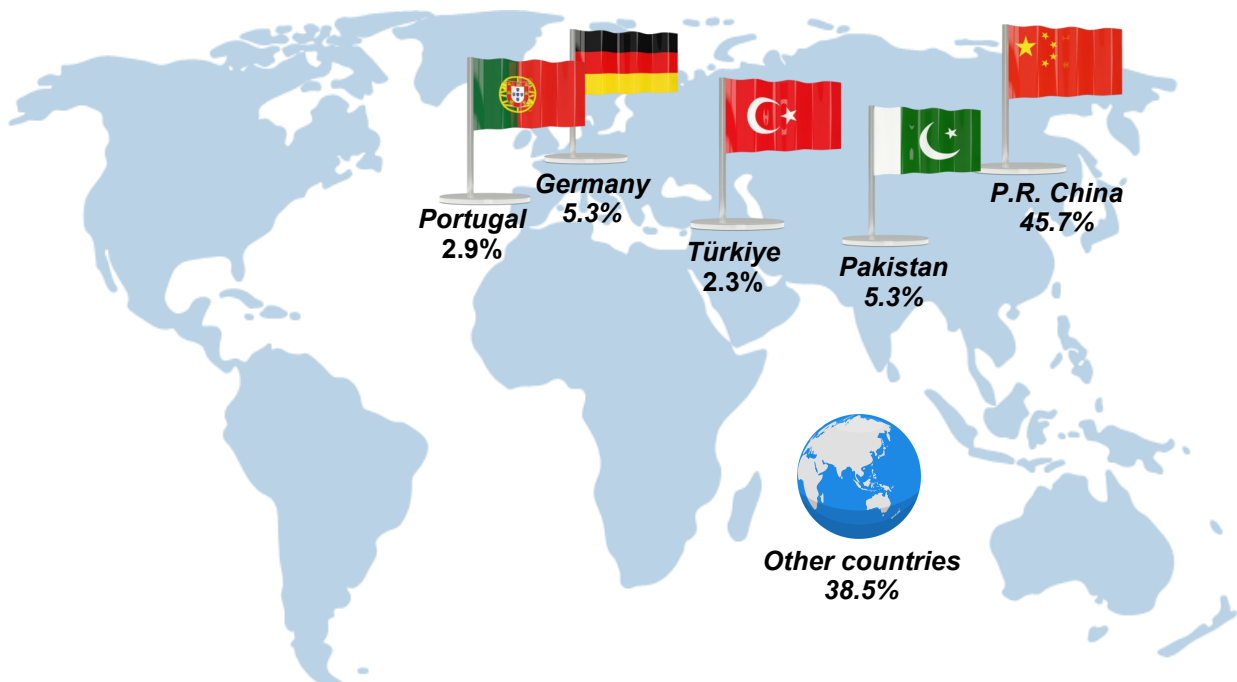 Portugal
2.9%
Germany
5.3%
Türkiye
2.3%
Pakistan
5.3%
P.R. China
45.7%
Other countries
38.5%